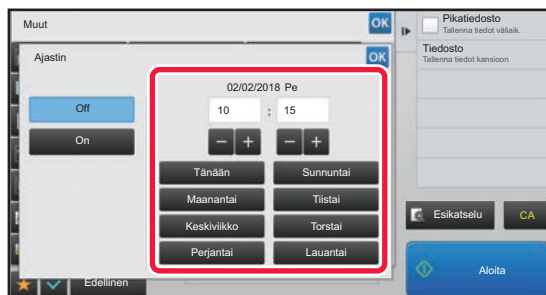 Muut
OK
Ajastin
OK
02/02/2018 Pe
Off
10 : 15
On
− + − +
Tänään
Sunnuntai
Maanantai
Tiistai
Keskiviikko
Torstai
Perjantai
Lauantai
Edellinen
Pikatiedosto
Tallenna tiedot väliaik.
Tiedosto
Tallenna tiedot kansioon
Esikatselu
CA
Aloita